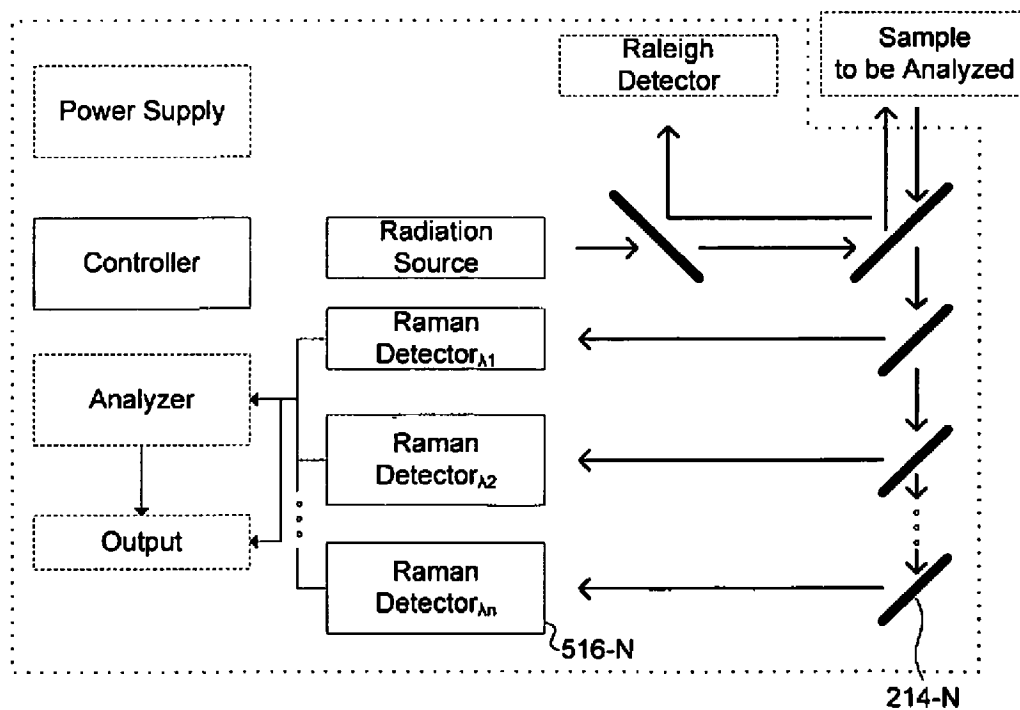 Raleigh
Detector
Sample
to be Analyzed
Power Supply
Controller
Radiation
Source
Raman
Detectorλ1
Analyzer
Raman
Detectorλ2
Output
Raman
Detectorλn
516-N
214-N